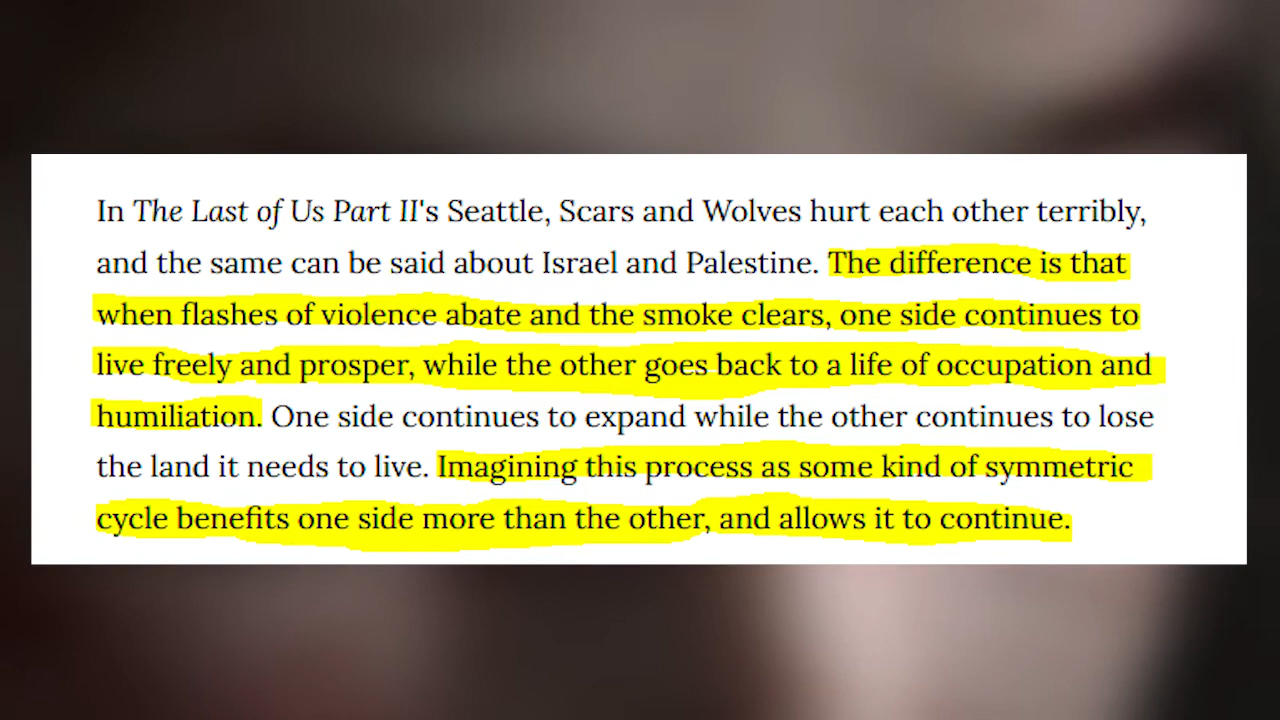 In The Last of Us Part II's Seattle, Scars and Wolves hurt each other terribly,
and the same can be said about Israel and Palestine. The difference is that
when flashes of violence abate and the smoke clears, one side continues to
live freely and prosper, while the other goes back to a life of occupation and
humiliation. One side continues to expand while the other continues to lose
the land it needs to live. Imagining this process as some kind of symmetric
cycle benefits one side more than the other, and allows it to continue.